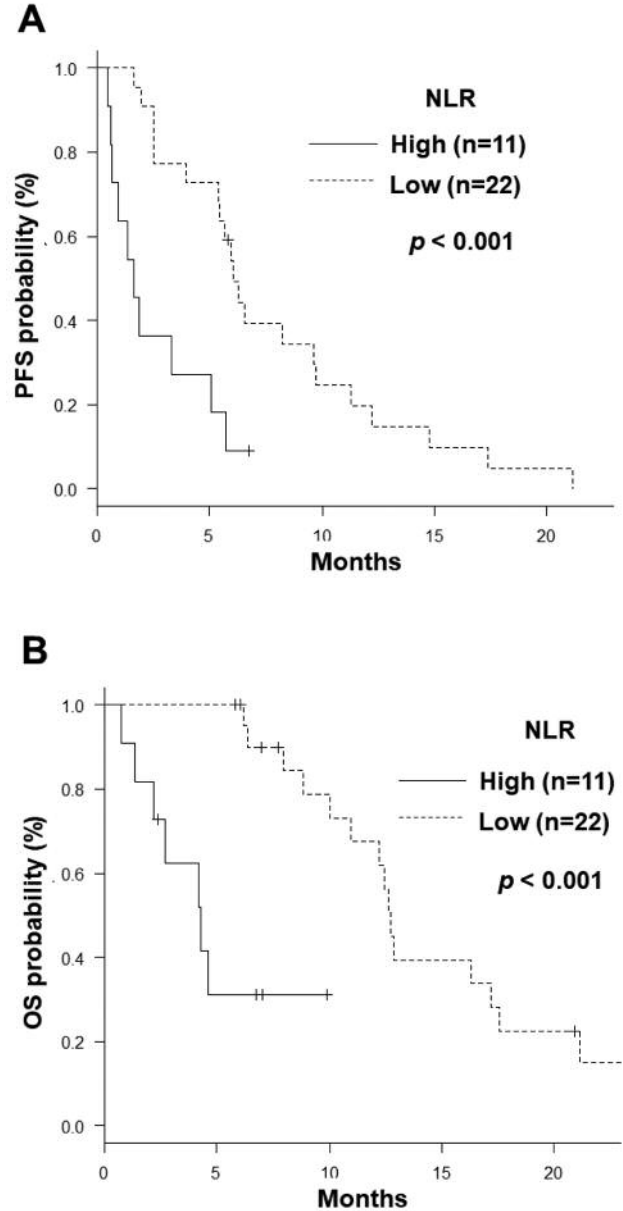 A
PFS probability (%)
1.0
0.8
0.6
0.4
0.2
0.0
NLR
High (n=11)
Low (n=22)
p < 0.001
0 5 10 15 20
Months
B
OS probability (%)
1.0
0.8
0.6
0.4
0.2
0.0
NLR
High (n=11)
Low (n=22)
p < 0.001
0 5 10 15 20
Months